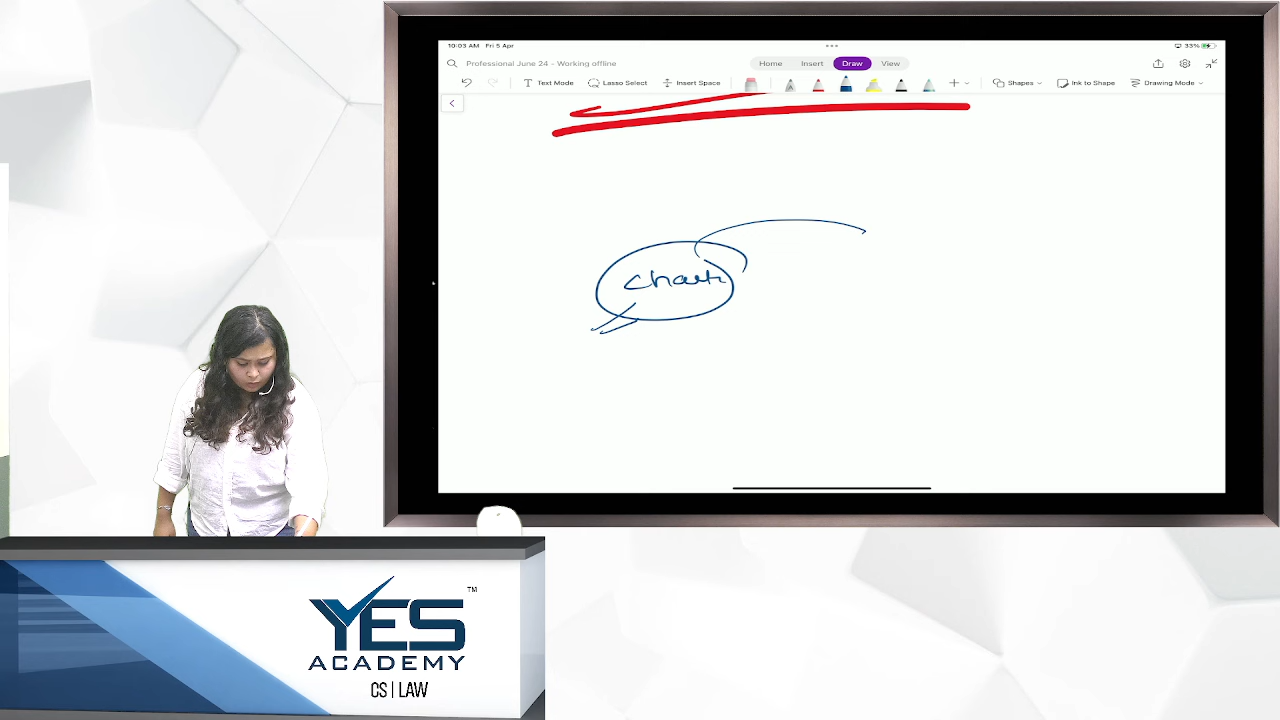 10:03 AM Fri 5 Apr
33%
Professional June 24 - Working offline
Home Insert Draw View
Text Mode Lasso Select Insert Space Shapes Ink to Shape Drawing Mode
YES TM
ACADEMY
CS | LAW